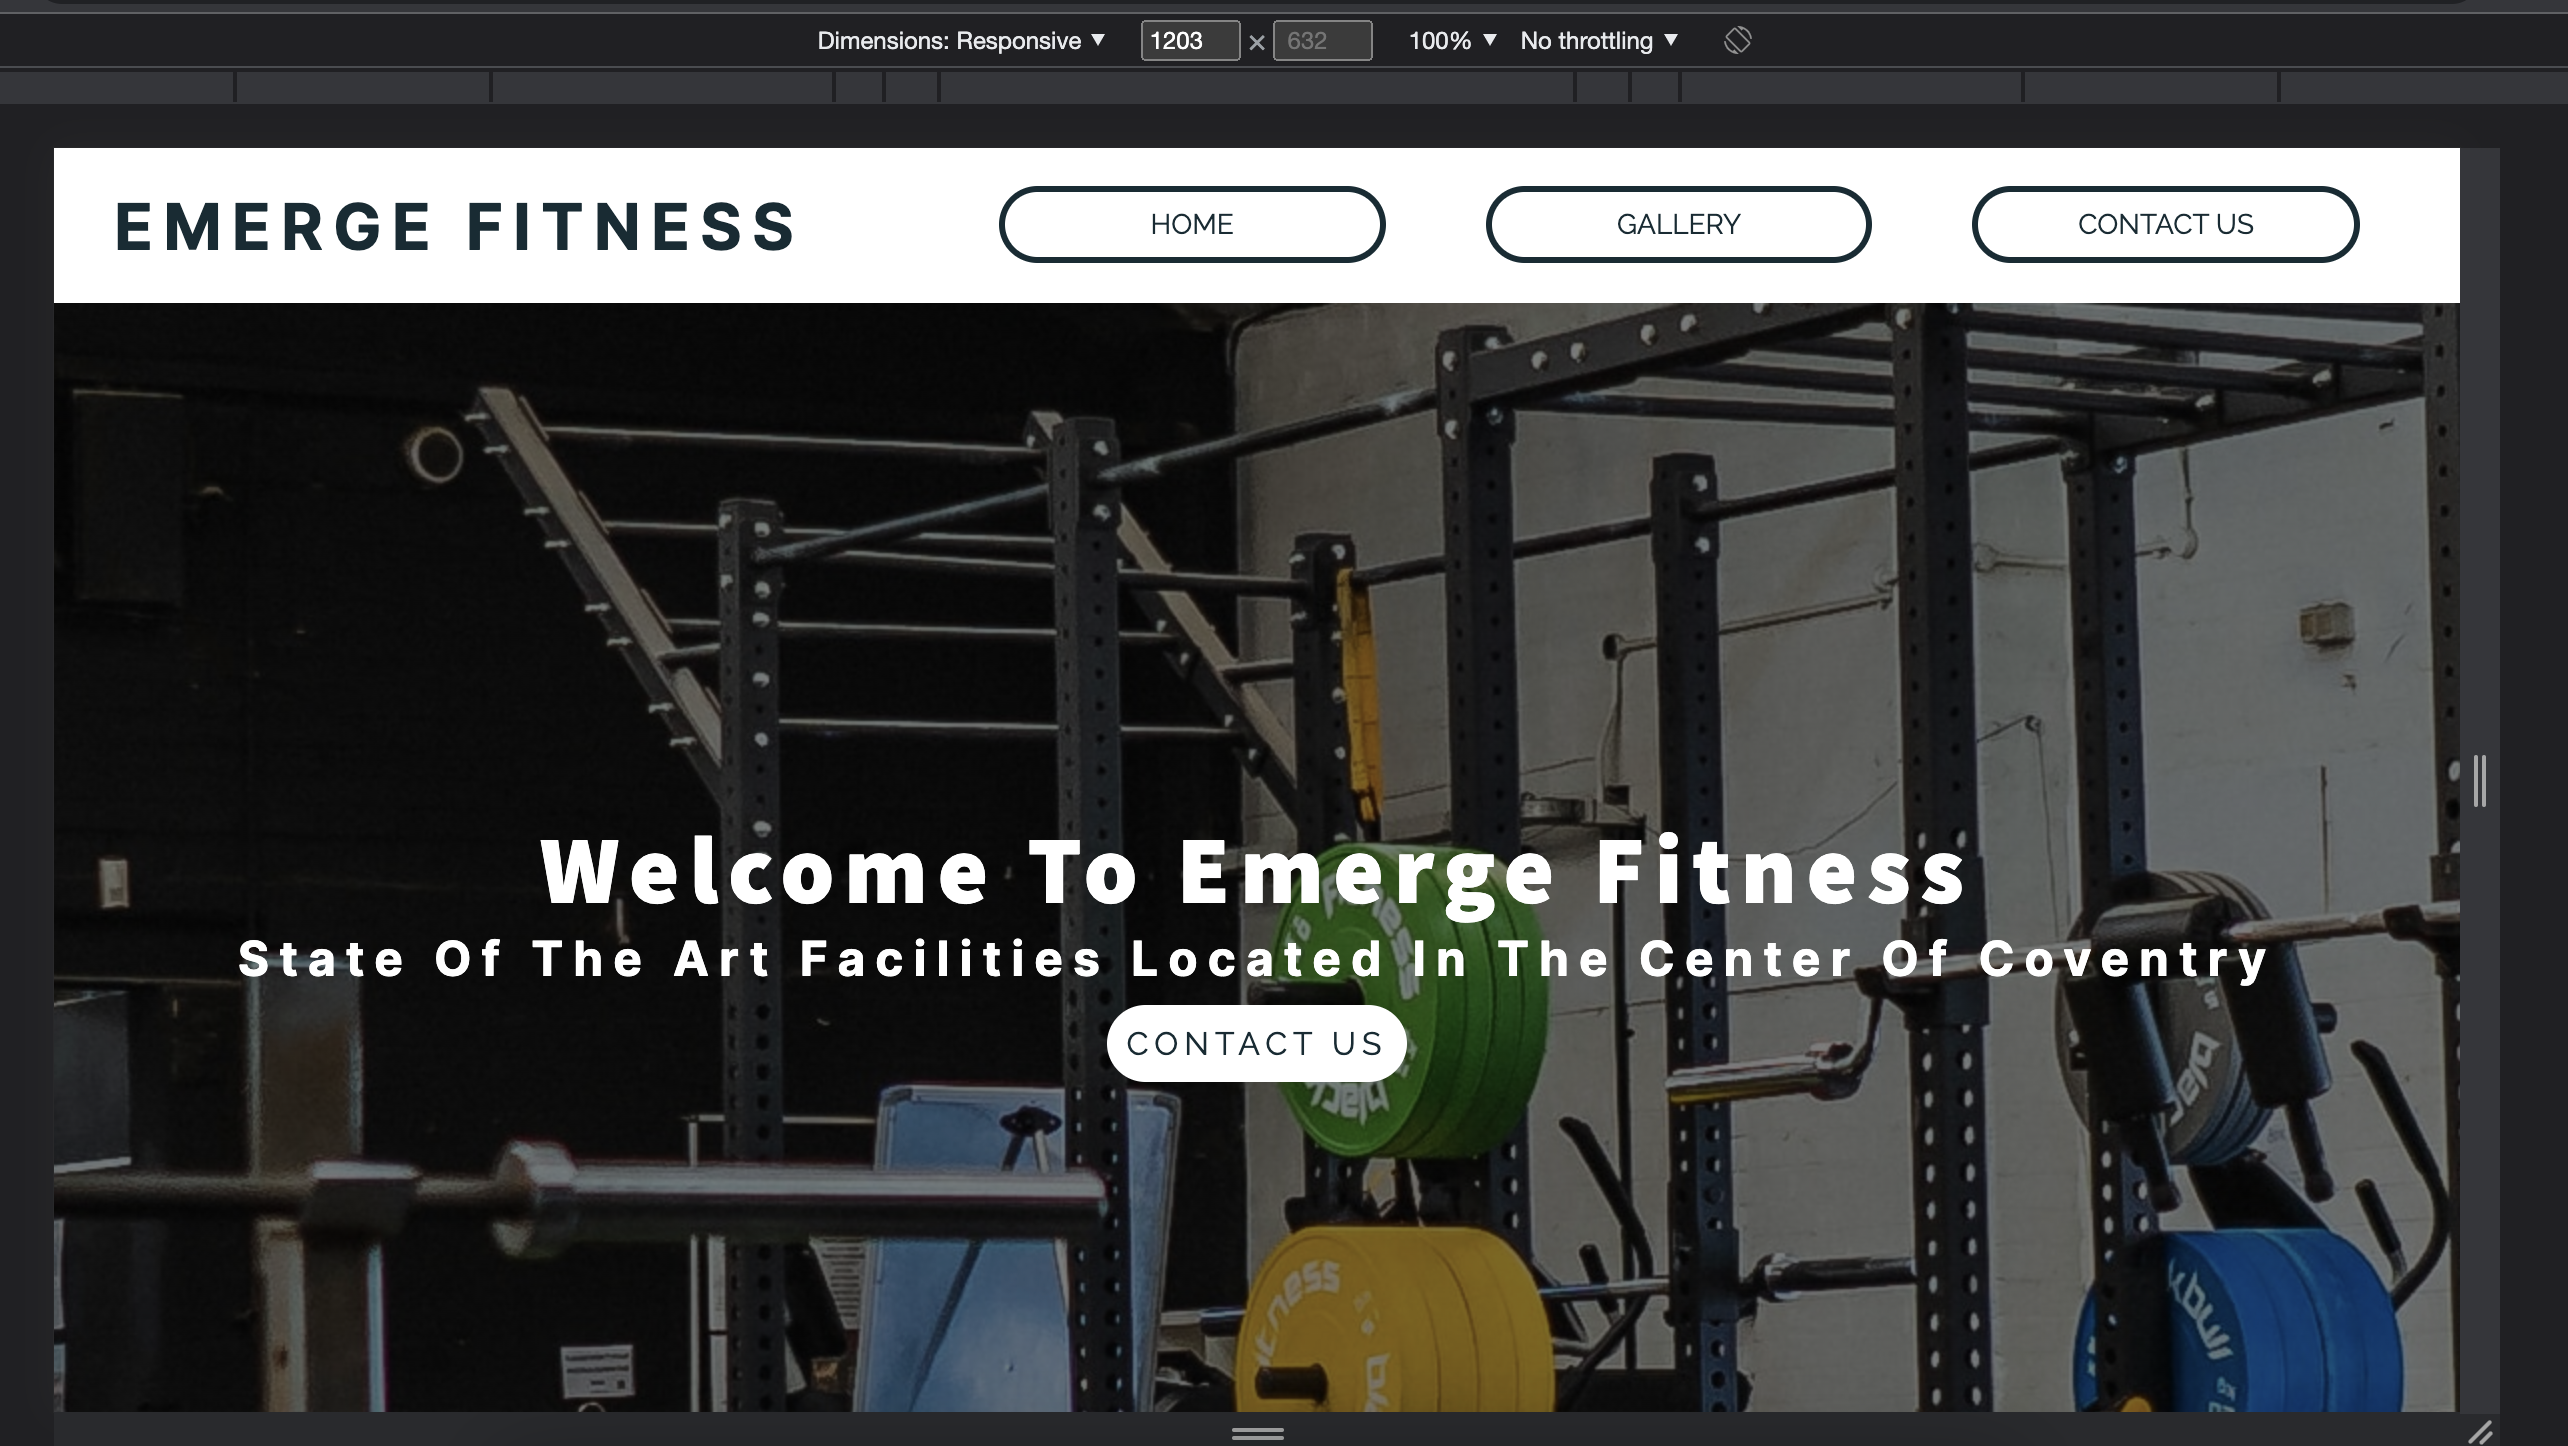 Dimensions: Responsive ▼ 1203 × 632 100% ▼ No throttling ▼
EMERGE FITNESS HOME GALLERY CONTACT US
Welcome To Emerge Fitness
State Of The Art Facilities Located In The Center Of Coventry
CONTACT US